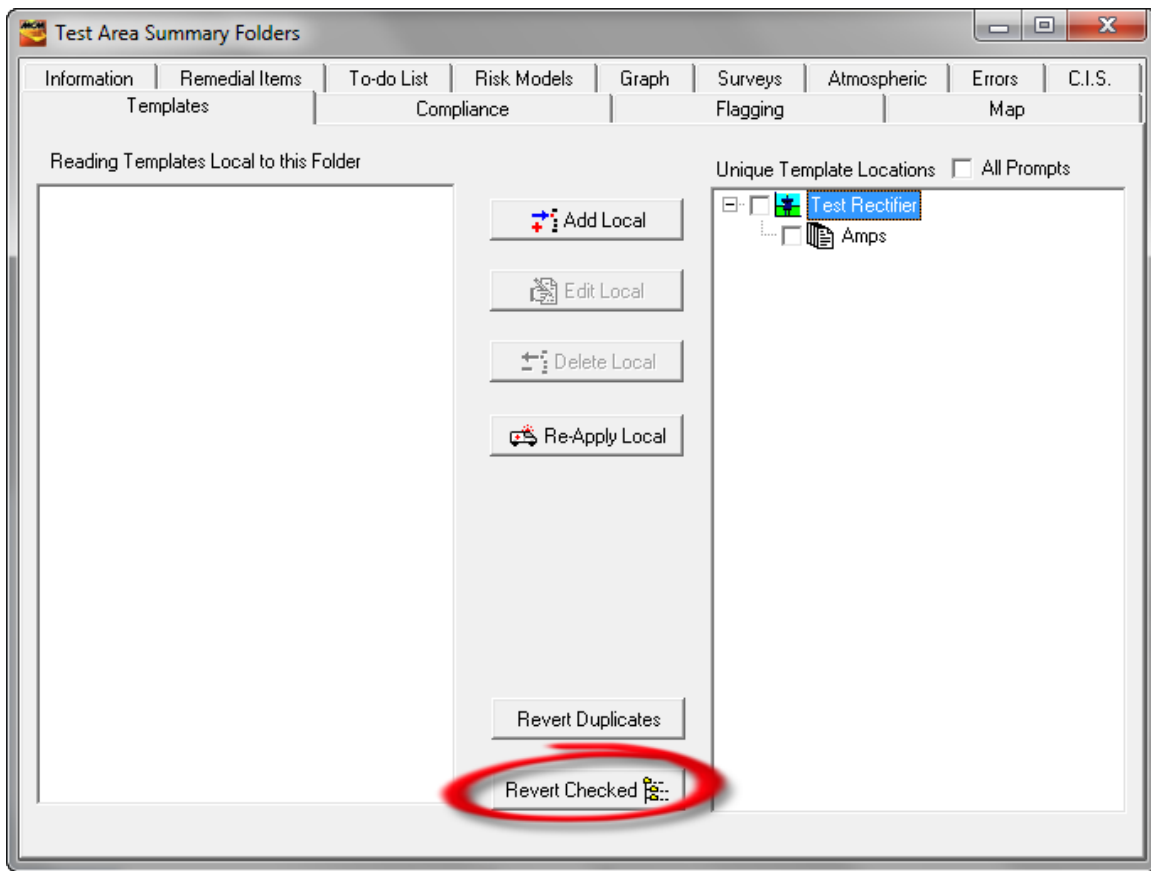 Test Area Summary Folders
Information Remedial Items To-do List Risk Models Graph Surveys Atmospheric Errors C.I.S.
Templates Compliance Flagging Map
Reading Templates Local to this Folder
Unique Template Locations All Prompts
Add Local
Edit Local
Delete Local
Re-Apply Local
Revert Duplicates
Revert Checked
Test Rectifier
Amps